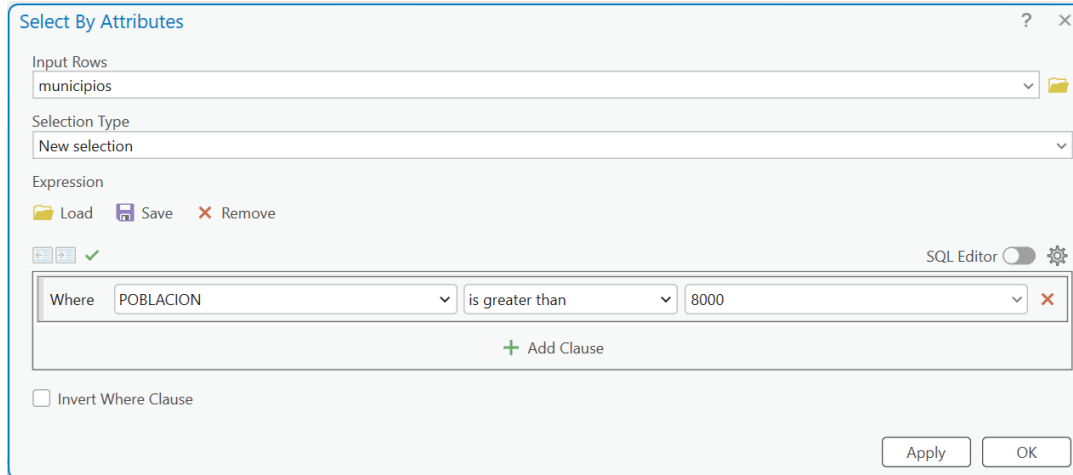 Select By Attributes ?
Input Rows
municipios
Selection Type
New selection
Expression
Load Save Remove
SQL Editor
Where POBLACION is greater than 8000
Add Clause
Invert Where Clause
Apply OK